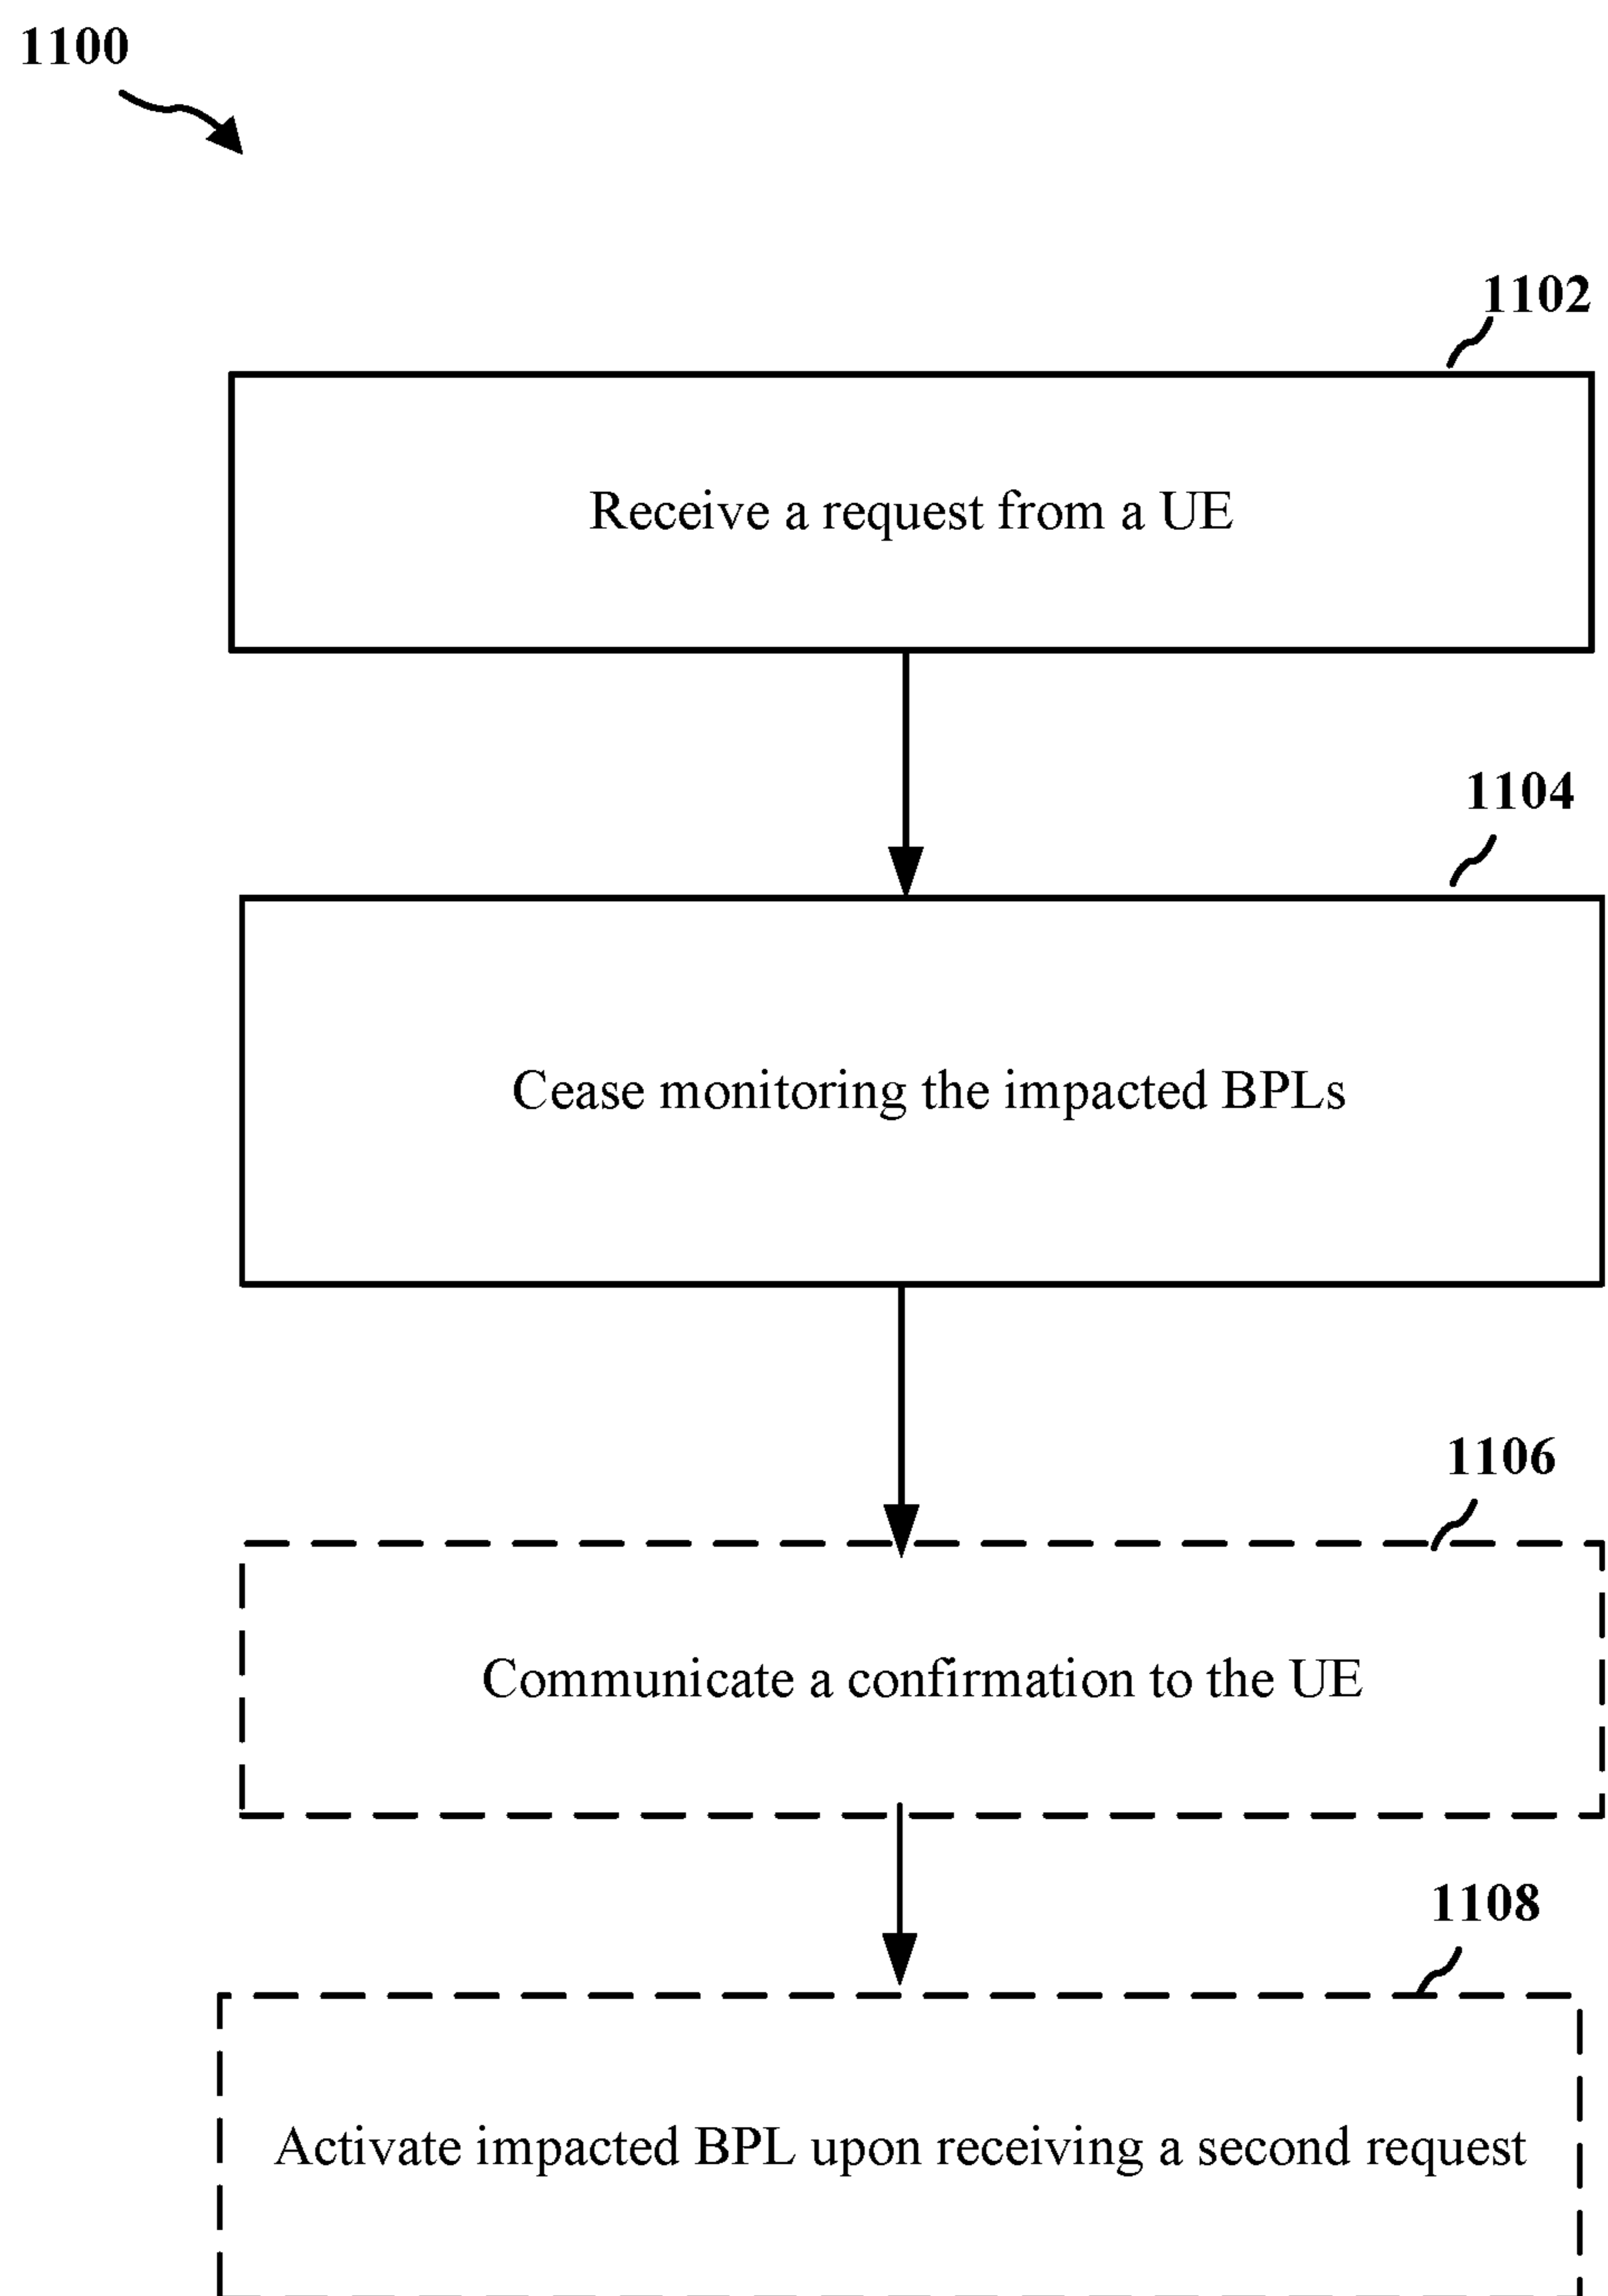 1100
1102
Receive a request from a UE
1104
Cease monitoring the impacted BPLs
1106
Communicate a confirmation to the UE
1108
Activate impacted BPL upon receiving a second request